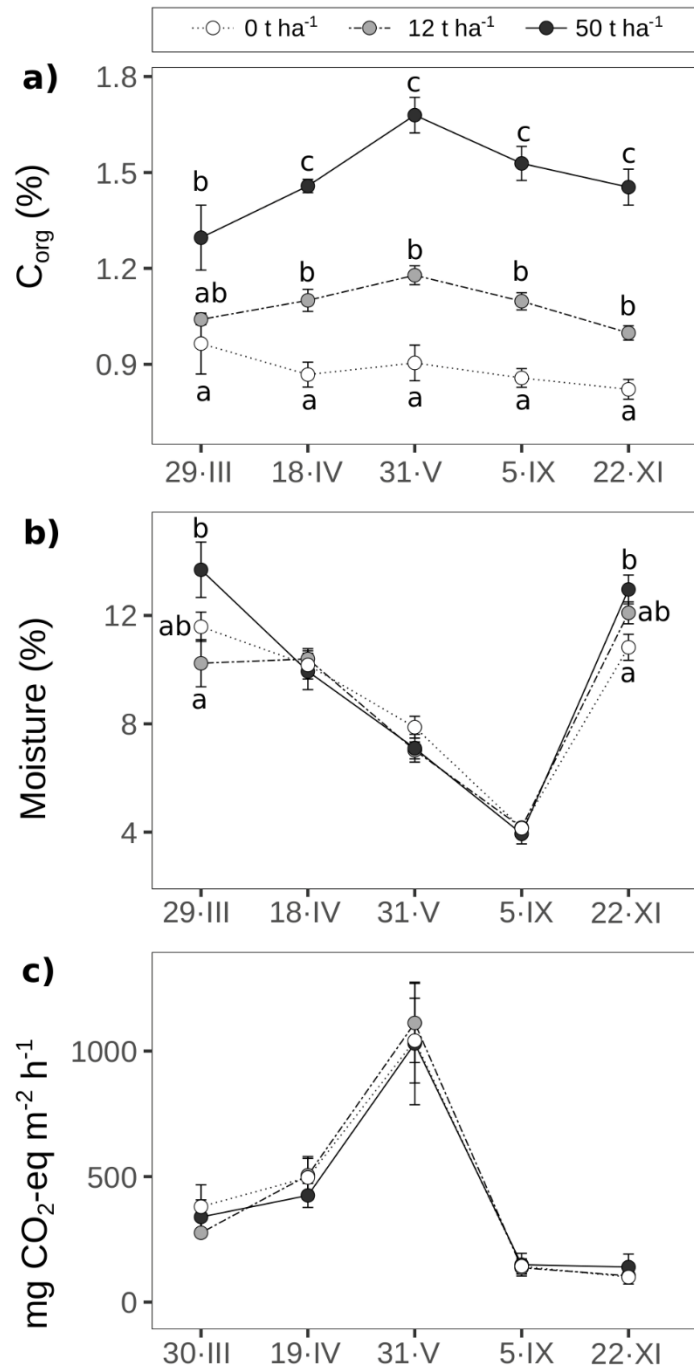 0 t ha⁻¹ 12 t ha⁻¹ 50 t ha⁻¹
a)
C_org (%)
1.8
1.5
1.2
0.9
b c c c c
ab b b b b
a a a a a
29·III 18·IV 31·V 5·IX 22·XI
b)
Moisture (%)
12
8
4
b b
ab ab
a a
29·III 18·IV 31·V 5·IX 22·XI
c)
mg CO₂-eq m⁻² h⁻¹
1000
500
0
30·III 19·IV 31·V 5·IX 22·XI